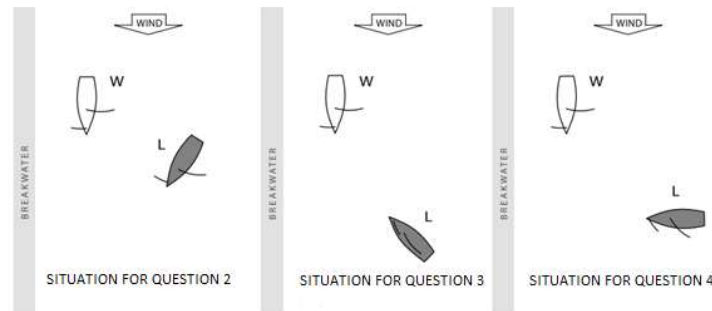 WIND
W
L
BREAKWATER
SITUATION FOR QUESTION 2
WIND
W
L
BREAKWATER
SITUATION FOR QUESTION 3
WIND
W
L
BREAKWATER
SITUATION FOR QUESTION 4